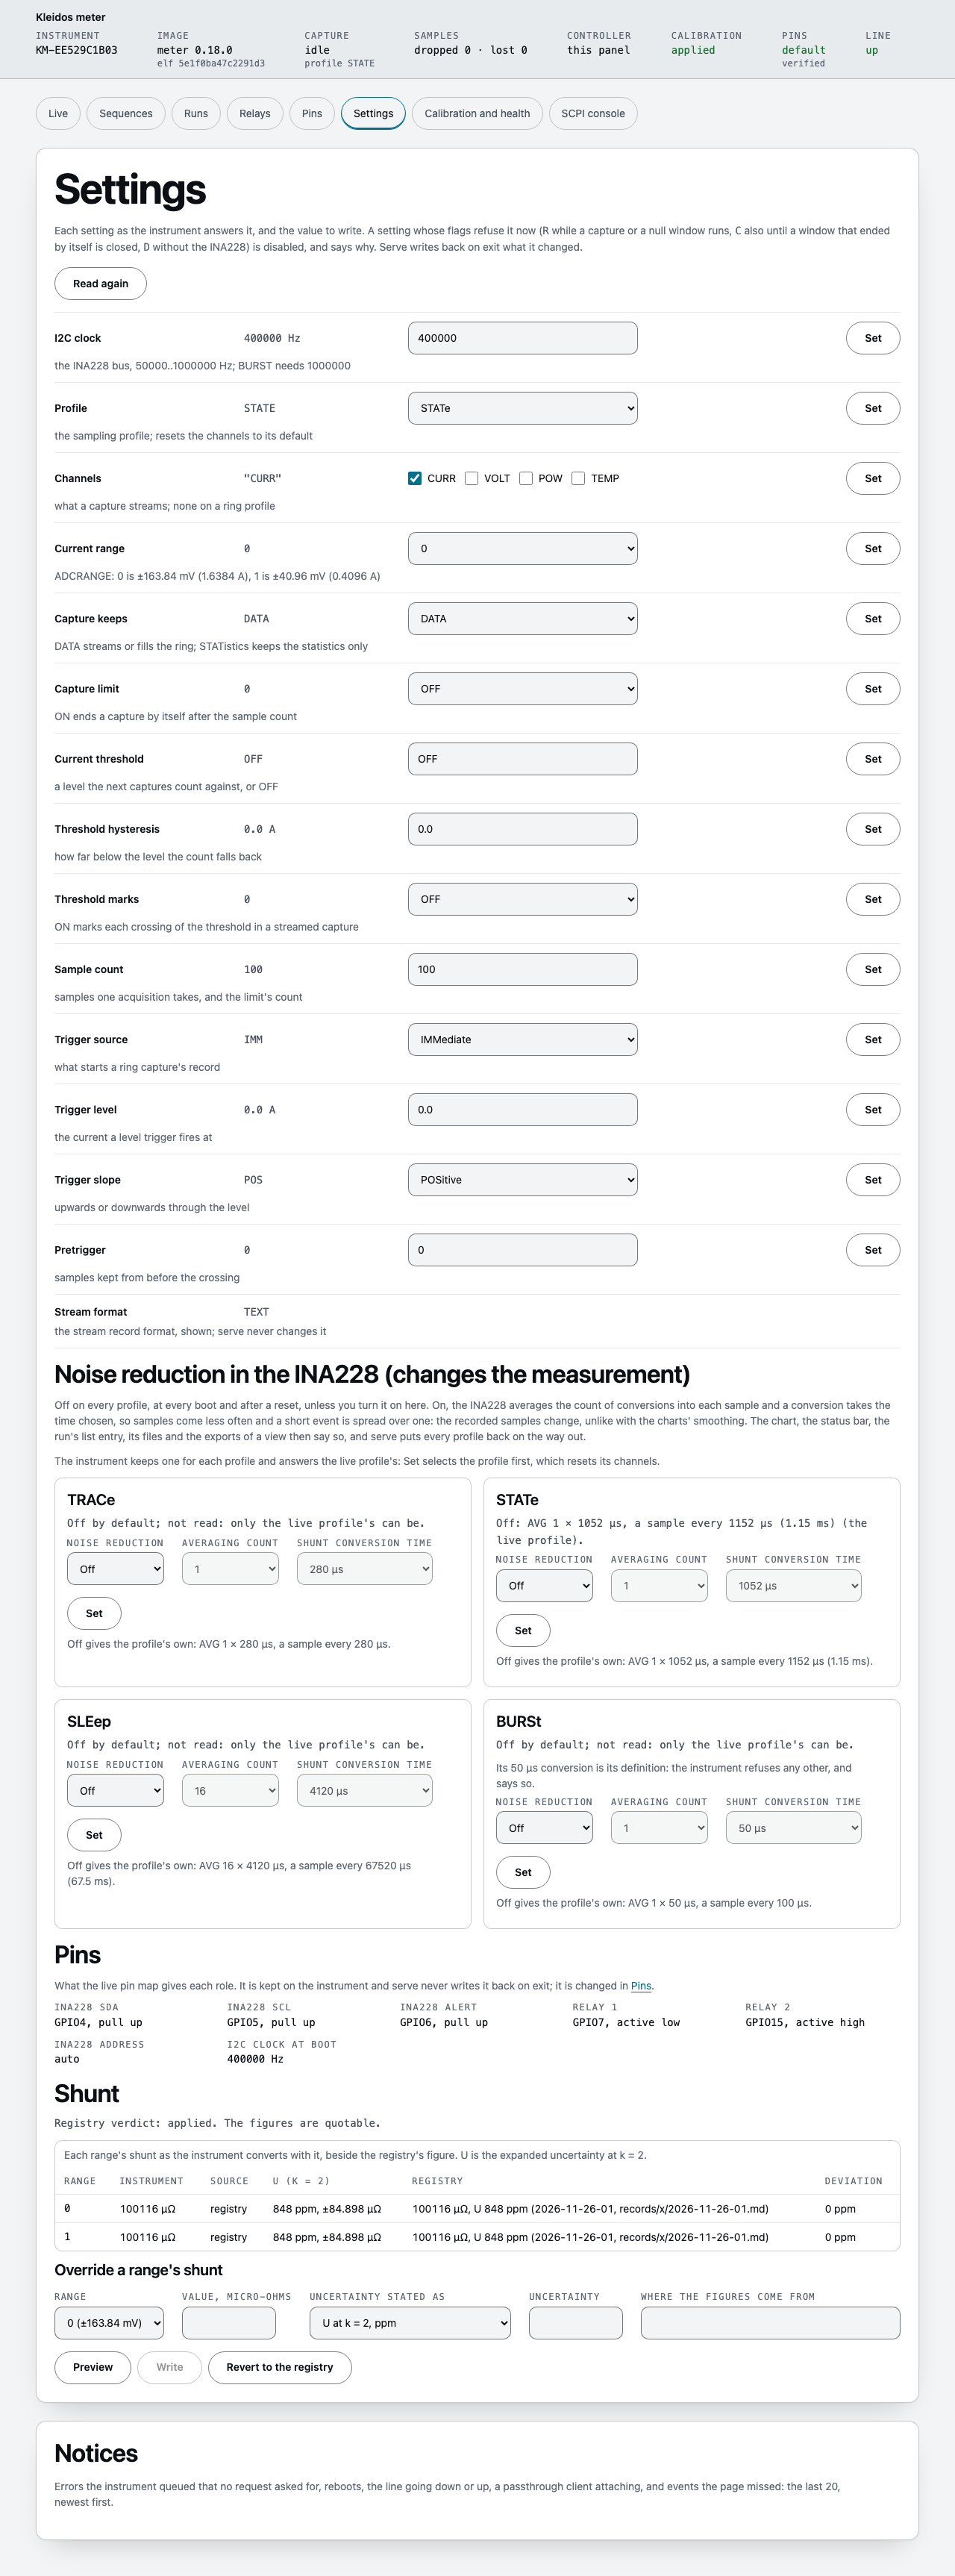 Kleidos meter
INSTRUMENT IMAGE CAPTURE SAMPLES CONTROLLER CALIBRATION PINS LINE
KM-EE529C1B03 meter 0.18.0 idle dropped 0 · lost 0 this panel applied default up
elf 5e1f0ba47c2291d3 profile STATE verified
Live Sequences Runs Relays Pins Settings Calibration and health SCPI console
Settings
Each setting as the instrument answers it, and the value to write. A setting whose flags refuse it now (R while a capture or a null window runs, C also until a window that ended
by itself is closed, D without the INA228) is disabled, and says why. Serve writes back on exit what it changed.
Read again
I2C clock 400000 Hz 400000 Set
the INA228 bus, 50000..1000000 Hz; BURST needs 1000000
Profile STATE STATe Set
the sampling profile; resets the channels to its default
Channels "CURR" CURR VOLT POW TEMP Set
what a capture streams; none on a ring profile
Current range 0 0 Set
ADCRANGE: 0 is ±163.84 mV (1.6384 A), 1 is ±40.96 mV (0.4096 A)
Capture keeps DATA DATA Set
DATA streams or fills the ring; STATistics keeps the statistics only
Capture limit 0 OFF Set
ON ends a capture by itself after the sample count
Current threshold OFF OFF Set
a level the next captures count against, or OFF
Threshold hysteresis 0.0 A 0.0 Set
how far below the level the count falls back
Threshold marks 0 OFF Set
ON marks each crossing of the threshold in a streamed capture
Sample count 100 100 Set
samples one acquisition takes, and the limit's count
Trigger source IMM IMMediate Set
what starts a ring capture's record
Trigger level 0.0 A 0.0 Set
the current a level trigger fires at
Trigger slope POS POSitive Set
upwards or downwards through the level
Pretrigger 0 0 Set
samples kept from before the crossing
Stream format TEXT
the stream record format, shown; serve never changes it
Noise reduction in the INA228 (changes the measurement)
Off on every profile, at every boot and after a reset, unless you turn it on here. On, the INA228 averages the count of conversions into each sample and a conversion takes the
time chosen, so samples come less often and a short event is spread over one: the recorded samples change, unlike with the charts' smoothing. The chart, the status bar, the
run's list entry, its files and the exports of a view then say so, and serve puts every profile back on the way out.
The instrument keeps one for each profile and answers the live profile's: Set selects the profile first, which resets its channels.
TRACe
Off by default; not read: only the live profile's can be.
NOISE REDUCTION AVERAGING COUNT SHUNT CONVERSION TIME
Off 1 280 µs
Set
Off gives the profile's own: AVG 1 × 280 µs, a sample every 280 µs.
STATe
Off: AVG 1 × 1052 µs, a sample every 1152 µs (1.15 ms) (the
live profile).
NOISE REDUCTION AVERAGING COUNT SHUNT CONVERSION TIME
Off 1 1052 µs
Set
Off gives the profile's own: AVG 1 × 1052 µs, a sample every 1152 µs (1.15 ms).
SLEep
Off by default; not read: only the live profile's can be.
NOISE REDUCTION AVERAGING COUNT SHUNT CONVERSION TIME
Off 16 4120 µs
Set
Off gives the profile's own: AVG 16 × 4120 µs, a sample every 67520 µs
(67.5 ms).
BURSt
Off by default; not read: only the live profile's can be.
Its 50 µs conversion is its definition: the instrument refuses any other, and
says so.
NOISE REDUCTION AVERAGING COUNT SHUNT CONVERSION TIME
Off 1 50 µs
Set
Off gives the profile's own: AVG 1 × 50 µs, a sample every 100 µs.
Pins
What the live pin map gives each role. It is kept on the instrument and serve never writes it back on exit; it is changed in Pins.
INA228 SDA INA228 SCL INA228 ALERT RELAY 1 RELAY 2
GPIO4, pull up GPIO5, pull up GPIO6, pull up GPIO7, active low GPIO15, active high
INA228 ADDRESS I2C CLOCK AT BOOT
auto 400000 Hz
Shunt
Registry verdict: applied. The figures are quotable.
Each range's shunt as the instrument converts with it, beside the registry's figure. U is the expanded uncertainty at k = 2.
RANGE INSTRUMENT SOURCE U (K = 2) REGISTRY DEVIATION
0 100116 µΩ registry 848 ppm, ±84.898 µΩ 100116 µΩ, U 848 ppm (2026-11-26-01, records/x/2026-11-26-01.md) 0 ppm
1 100116 µΩ registry 848 ppm, ±84.898 µΩ 100116 µΩ, U 848 ppm (2026-11-26-01, records/x/2026-11-26-01.md) 0 ppm
Override a range's shunt
RANGE VALUE, MICRO-OHMS UNCERTAINTY STATED AS UNCERTAINTY WHERE THE FIGURES COME FROM
0 (±163.84 mV) U at k = 2, ppm
Preview Write Revert to the registry
Notices
Errors the instrument queued that no request asked for, reboots, the line going down or up, a passthrough client attaching, and events the page missed: the last 20,
newest first.